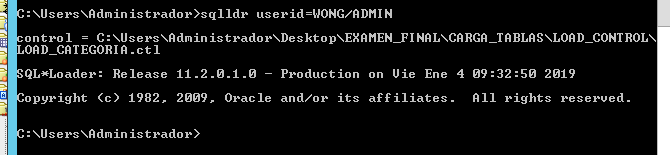 C:\Users\Administrador>sqlldr userid=WONG/ADMIN
control = C:\Users\Administrador\Desktop\EXAMEN_FINAL\CARGA_TABLAS\LOAD_CONTROL\
LOAD_CATEGORIA.ctl
SQL*Loader: Release 11.2.0.1.0 - Production on Vie Ene 4 09:32:50 2019
Copyright (c) 1982, 2009, Oracle and/or its affiliates.  All rights reserved.
C:\Users\Administrador>